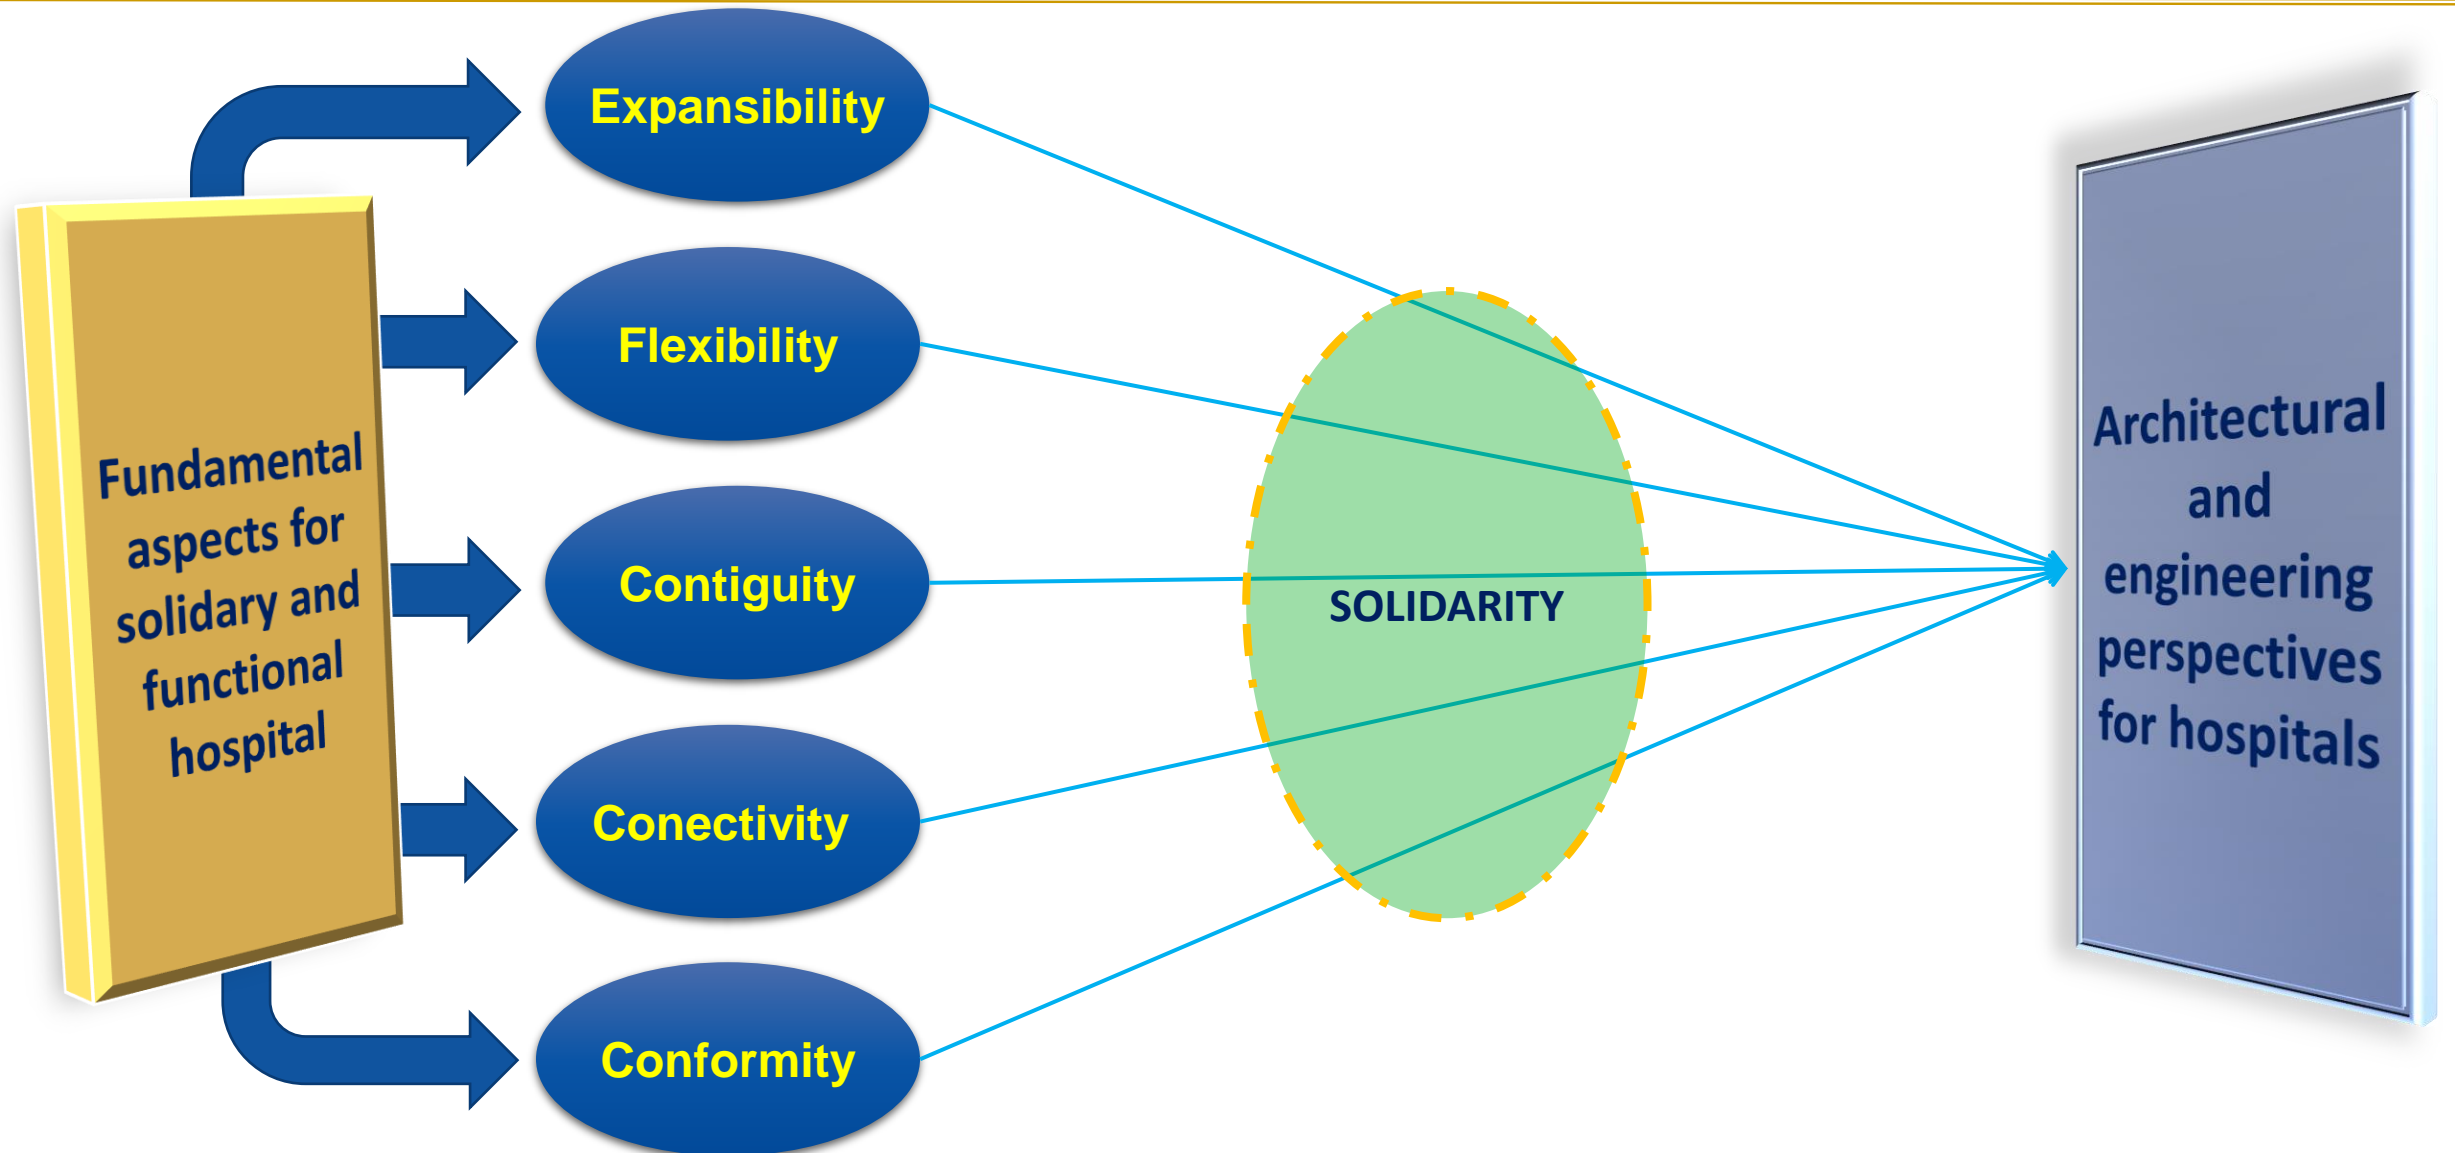 Fundamental
aspects for
solidary and
functional
hospital
Expansibility
Flexibility
Contiguity
Conectivity
Conformity
SOLIDARITY
Architectural
and
engineering
perspectives
for hospitals